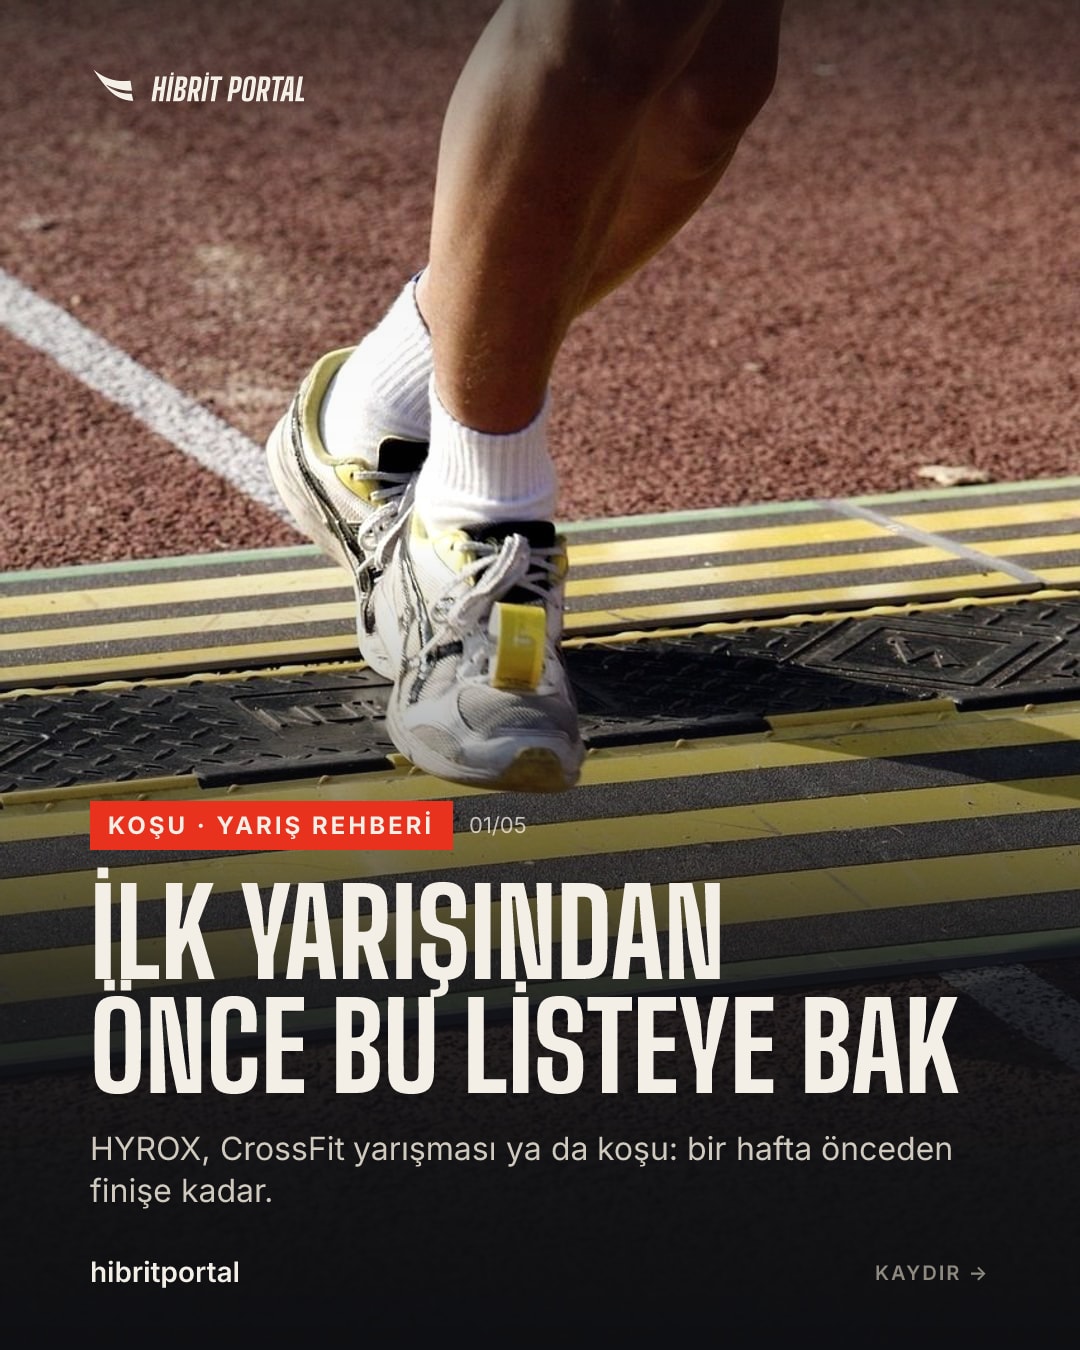 HİBRİT PORTAL
KOŞU · YARIŞ REHBERİ 01/05
İLK YARIŞINDAN
ÖNCE BU LİSTEYE BAK
HYROX, CrossFit yarışması ya da koşu: bir hafta önceden
finişe kadar.
hibritportal
KAYDIR →